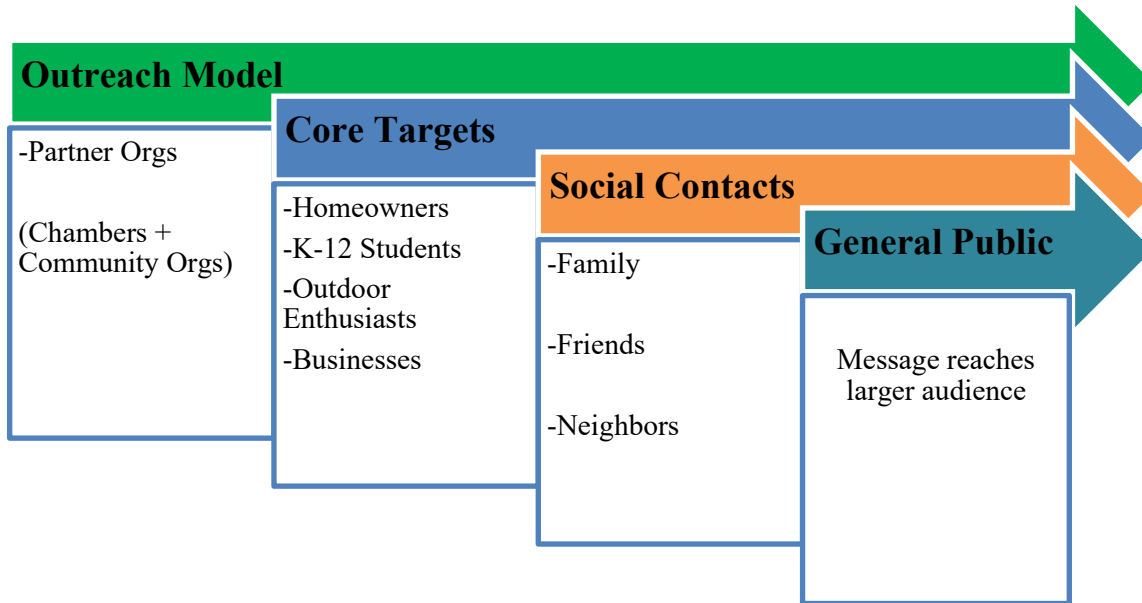 Outreach Model
-Partner Orgs
(Chambers +
Community Orgs)
Core Targets
-Homeowners
-K-12 Students
-Outdoor
Enthusiasts
-Businesses
Social Contacts
-Family
-Friends
-Neighbors
General Public
Message reaches
larger audience